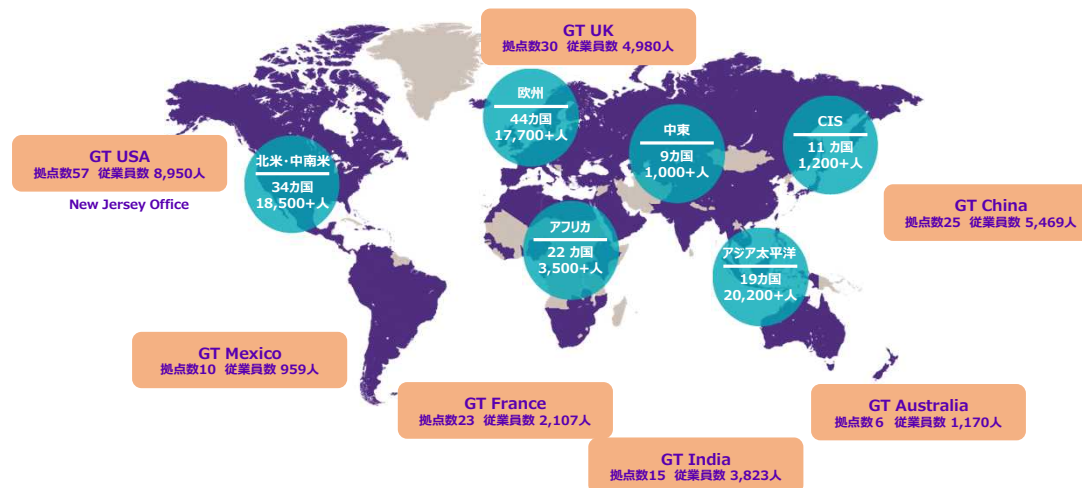 GT UK
拠点数30 従業員数 4,980人
欧州
44カ国
17,700+人
中東
9カ国
1,000+人
CIS
11 カ国
1,200+人
GT USA
拠点数57 従業員数 8,950人
New Jersey Office
北米・中南米
34カ国
18,500+人
GT China
拠点数25 従業員数 5,469人
アフリカ
22 カ国
3,500+人
アジア太平洋
19カ国
20,200+人
GT Mexico
拠点数10 従業員数 959人
GT France
拠点数23 従業員数 2,107人
GT Australia
拠点数6 従業員数 1,170人
GT India
拠点数15 従業員数 3,823人